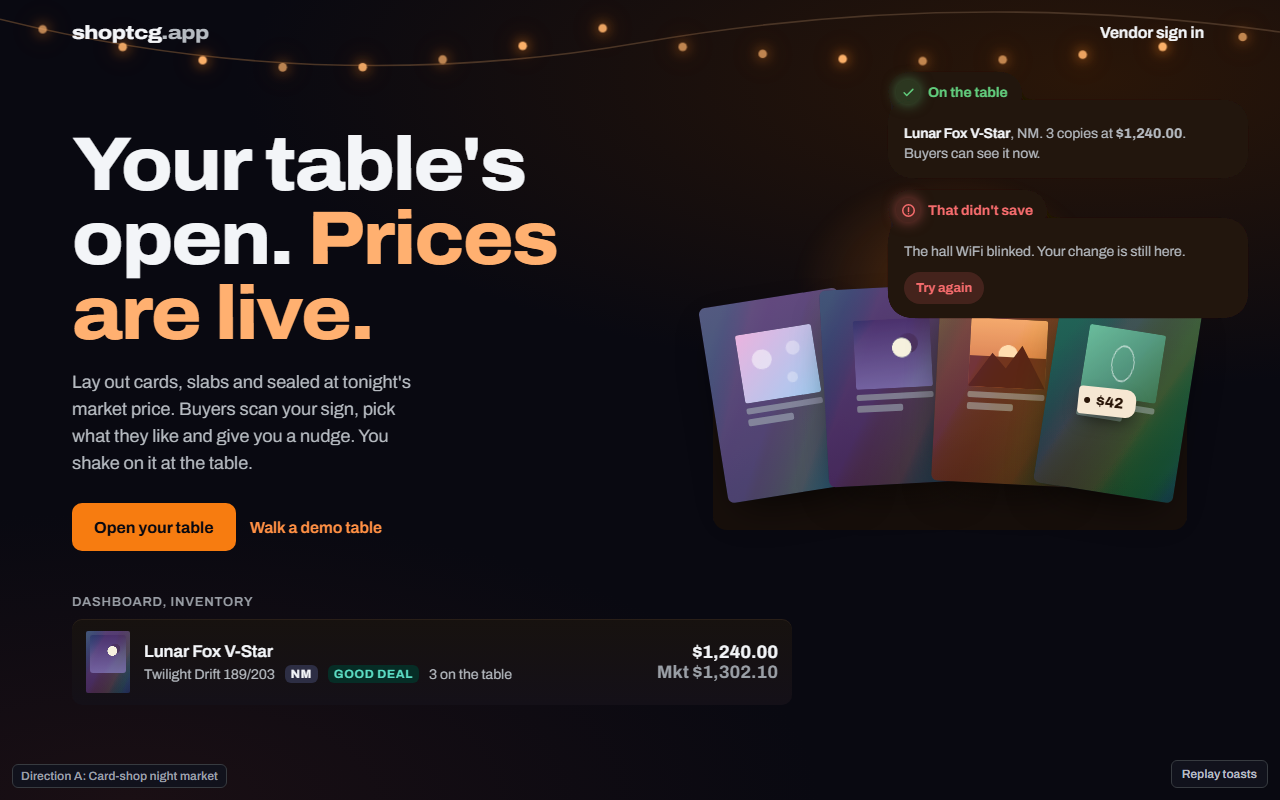 shoptcg.app
Vendor sign in
On the table
Lunar Fox V-Star, NM. 3 copies at $1,240.00.
Buyers can see it now.
That didn't save
The hall WiFi blinked. Your change is still here.
Try again
Your table's
open. Prices
are live.
Lay out cards, slabs and sealed at tonight's
market price. Buyers scan your sign, pick
what they like and give you a nudge. You
shake on it at the table.
Open your table
Walk a demo table
$42
DASHBOARD, INVENTORY
Lunar Fox V-Star
Twilight Drift 189/203 NM GOOD DEAL 3 on the table
$1,240.00
Mkt $1,302.10
Direction A: Card-shop night market
Replay toasts